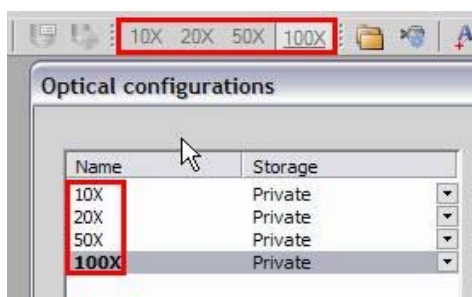 10X 20X 50X 100X A
Optical configurations
Name Storage
10X Private
20X Private
50X Private
100X Private